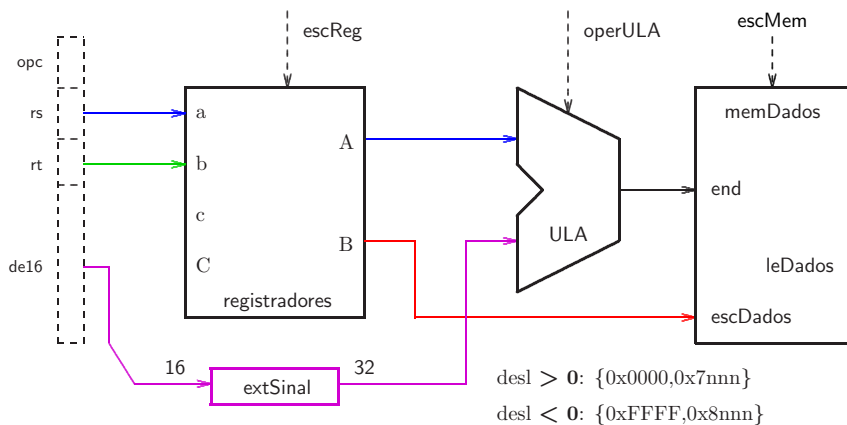 escReg
operULA
escMem
opc
rs
rt
de16
a
b
c
C
A
B
registradores
ULA
memDados
end
leDados
escDados
16
extSinal
32
desl > 0: {0x0000,0x7nnn}
desl < 0: {0xFFFF,0x8nnn}